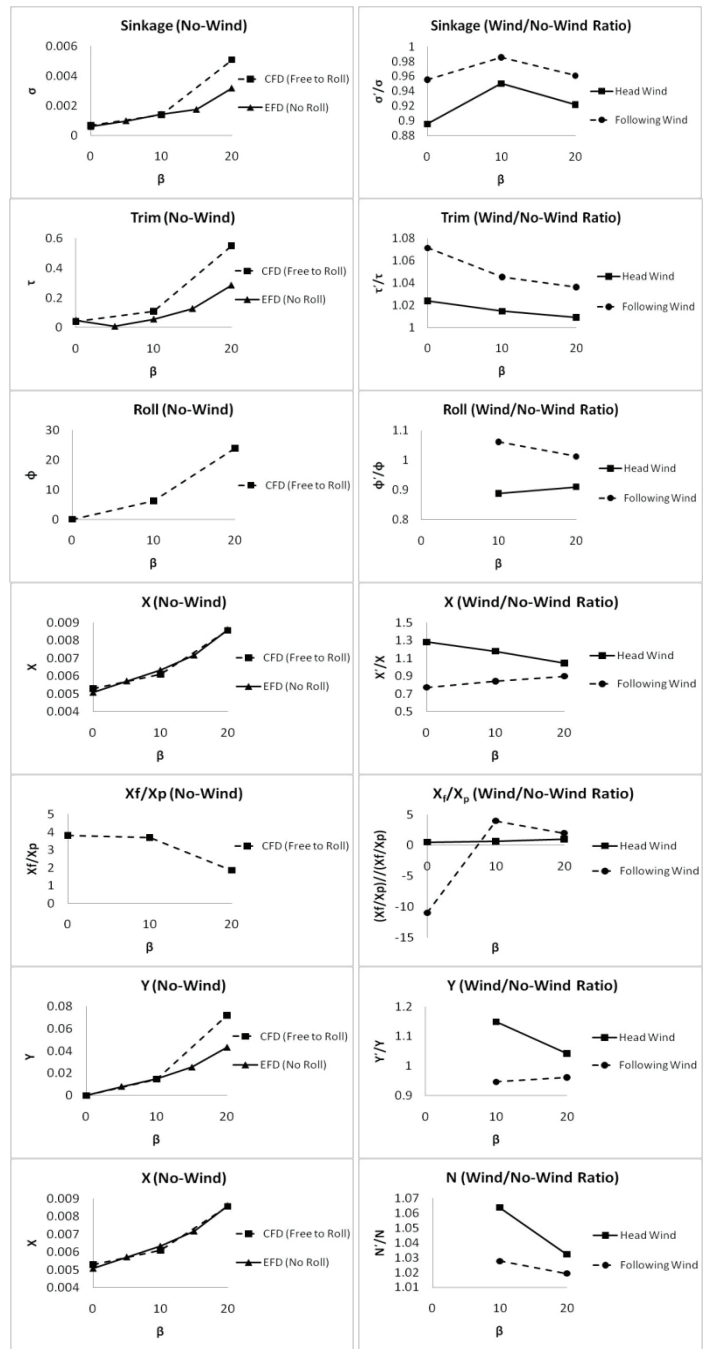 Sinkage (No-Wind)
0.006
0.004
0.002
0
σ
0
10
20
β
CFD (Free to Roll)
EFD (No Roll)
Sinkage (Wind/No-Wind Ratio)
1
0.98
0.96
0.94
0.92
0.9
0.88
σ'/σ
0
10
20
β
Head Wind
Following Wind
Trim (No-Wind)
0.6
0.4
0.2
0
τ
0
10
20
β
CFD (Free to Roll)
EFD (No Roll)
Trim (Wind/No-Wind Ratio)
1.08
1.06
1.04
1.02
1
τ'/τ
0
10
20
β
Head Wind
Following Wind
Roll (No-Wind)
30
20
10
0
ф
0
10
20
β
CFD (Free to Roll)
Roll (Wind/No-Wind Ratio)
1.1
1
0.9
0.8
ф'/ф
0
10
20
β
Head Wind
Following Wind
X (No-Wind)
0.009
0.008
0.007
0.006
0.005
0.004
X
0
10
20
β
CFD (Free to Roll)
EFD (No Roll)
X (Wind/No-Wind Ratio)
1.5
1.3
1.1
0.9
0.7
0.5
X'/X
0
10
20
β
Head Wind
Following Wind
Xf/Xp (No-Wind)
5
4
3
2
1
0
Xf/Xp
0
10
20
β
CFD (Free to Roll)
Xf/Xp (Wind/No-Wind Ratio)
5
0
-5
-10
-15
(Xf/Xp)'/(Xf/Xp)
0
10
20
β
Head Wind
Following Wind
Y (No-Wind)
0.08
0.06
0.04
0.02
0
Y
0
10
20
β
CFD (Free to Roll)
EFD (No Roll)
Y (Wind/No-Wind Ratio)
1.2
1.1
1
0.9
Y'/Y
0
10
20
β
Head Wind
Following Wind
X (No-Wind)
0.009
0.008
0.007
0.006
0.005
0.004
X
0
10
20
β
CFD (Free to Roll)
EFD (No Roll)
N (Wind/No-Wind Ratio)
1.07
1.06
1.05
1.04
1.03
1.02
1.01
N'/N
0
10
20
β
Head Wind
Following Wind